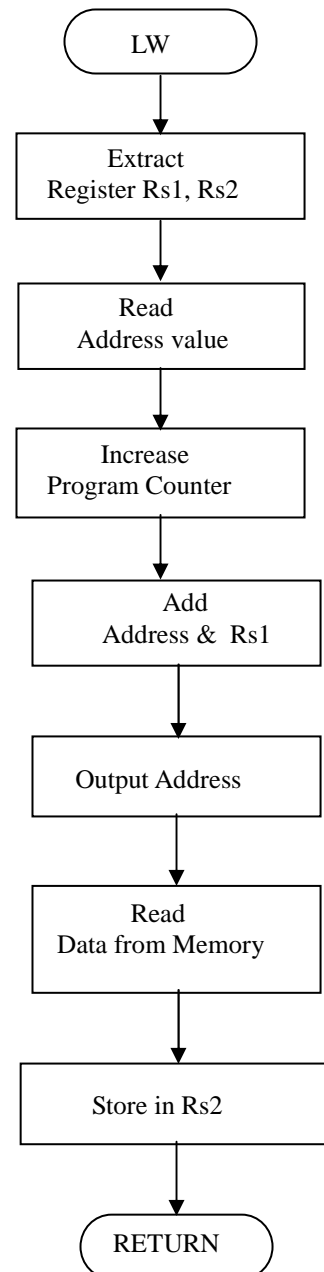 LW
Extract
Register Rs1, Rs2
Read
Address value
Increase
Program Counter
Add
Address & Rs1
Output Address
Read
Data from Memory
Store in Rs2
RETURN